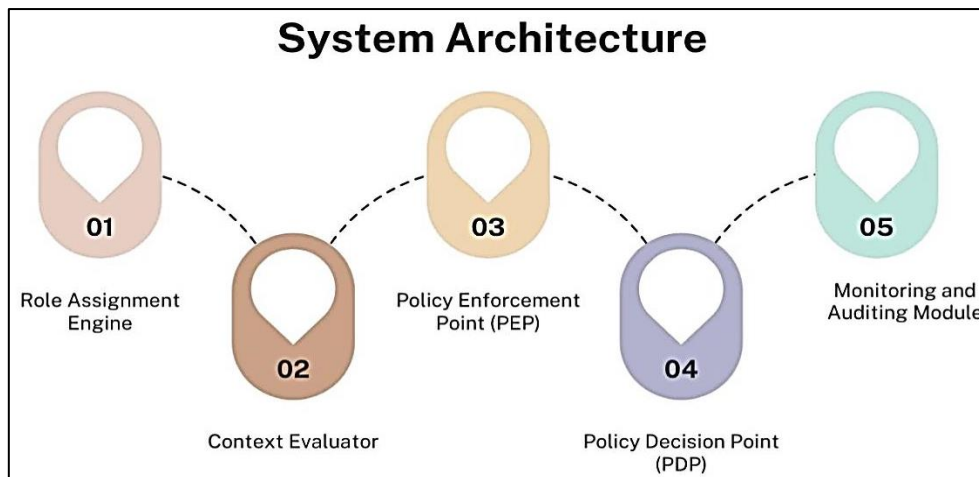 System Architecture
01
Role Assignment
Engine
02
Context Evaluator
03
Policy Enforcement
Point (PEP)
04
Policy Decision Point
(PDP)
05
Monitoring and
Auditing Module